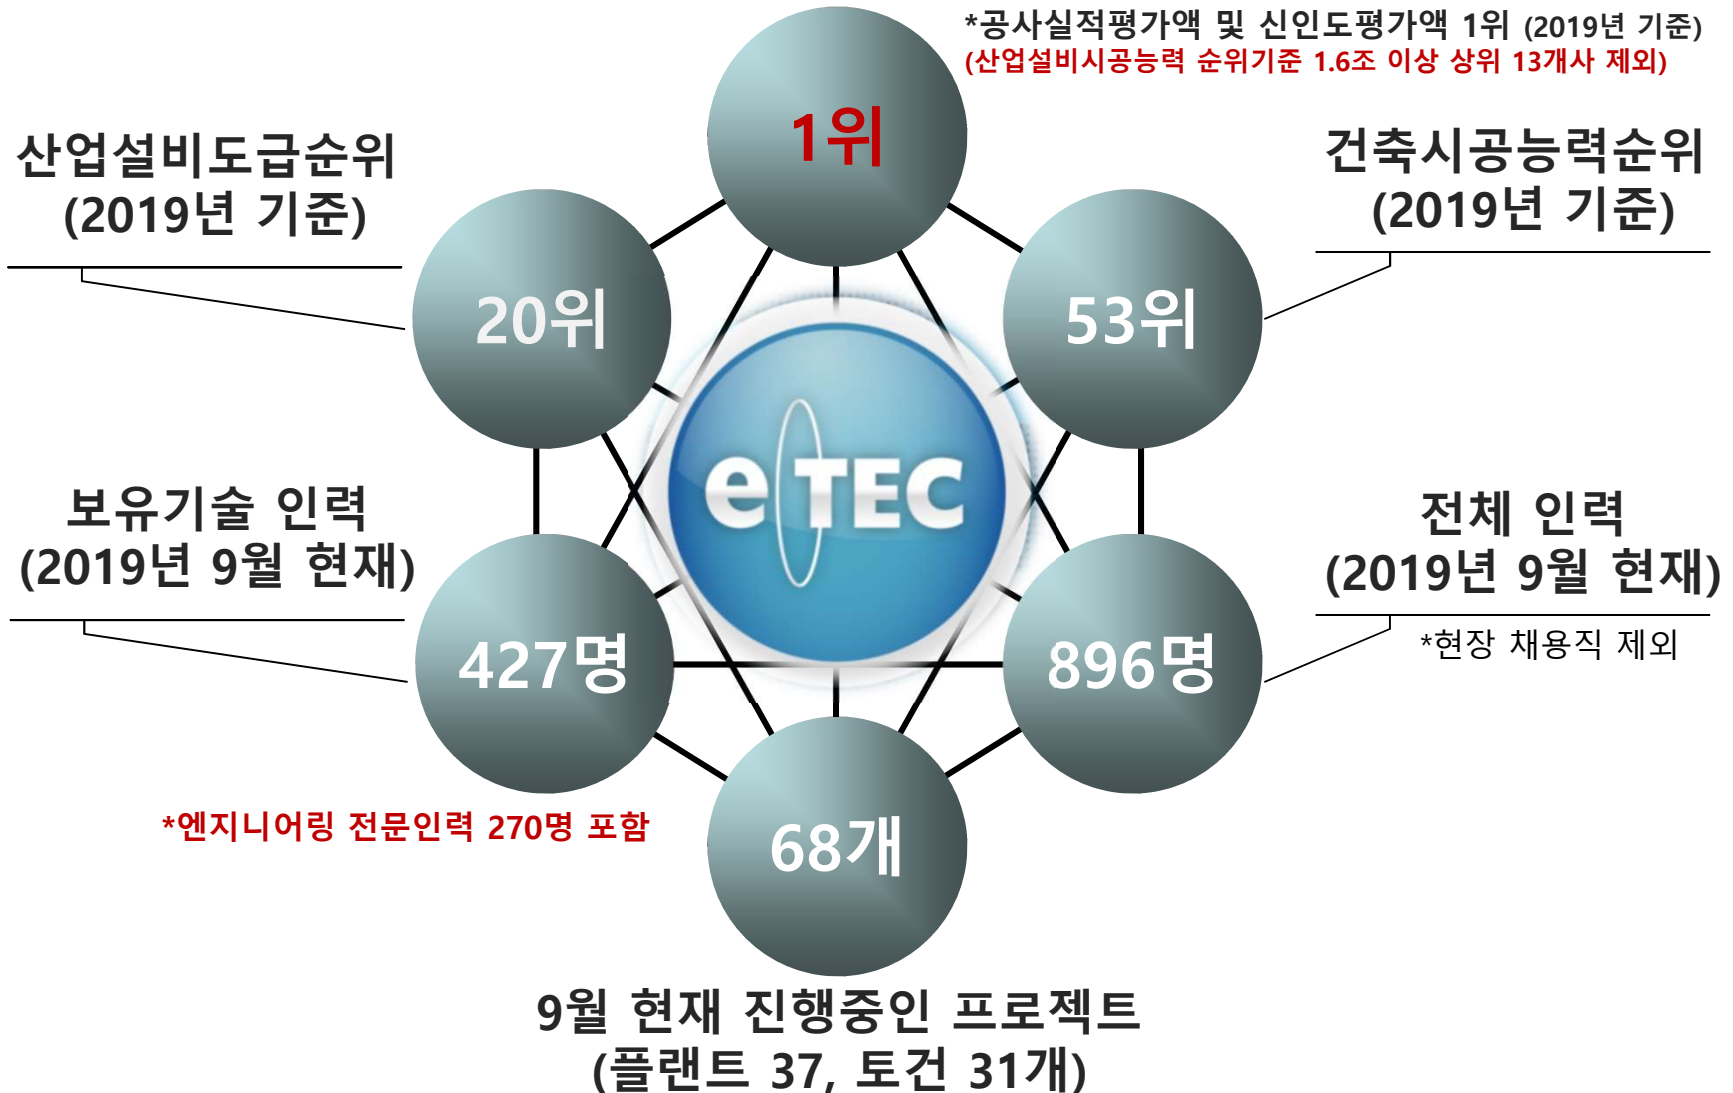 *공사실적평가액 및 신인도평가액 1위 (2019년 기준)
(산업설비시공능력 순위기준 1.6조 이상 상위 13개사 제외)
1위
산업설비도급순위
(2019년 기준)
20위
건축시공능력순위
(2019년 기준)
53위
eTEC
보유기술 인력
(2019년 9월 현재)
427명
*엔지니어링 전문인력 270명 포함
전체 인력
(2019년 9월 현재)
*현장 채용직 제외
896명
68개
9월 현재 진행중인 프로젝트
(플랜트 37, 토건 31개)